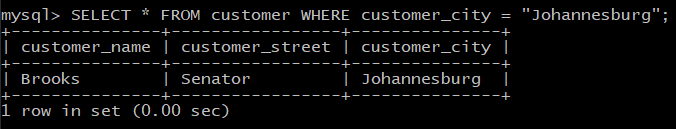 mysql> SELECT * FROM customer WHERE customer_city = "Johannesburg";
+---------------+-----------------+---------------+
| customer_name | customer_street | customer_city |
+---------------+-----------------+---------------+
| Brooks        | Senator         | Johannesburg  |
+---------------+-----------------+---------------+
1 row in set (0.00 sec)